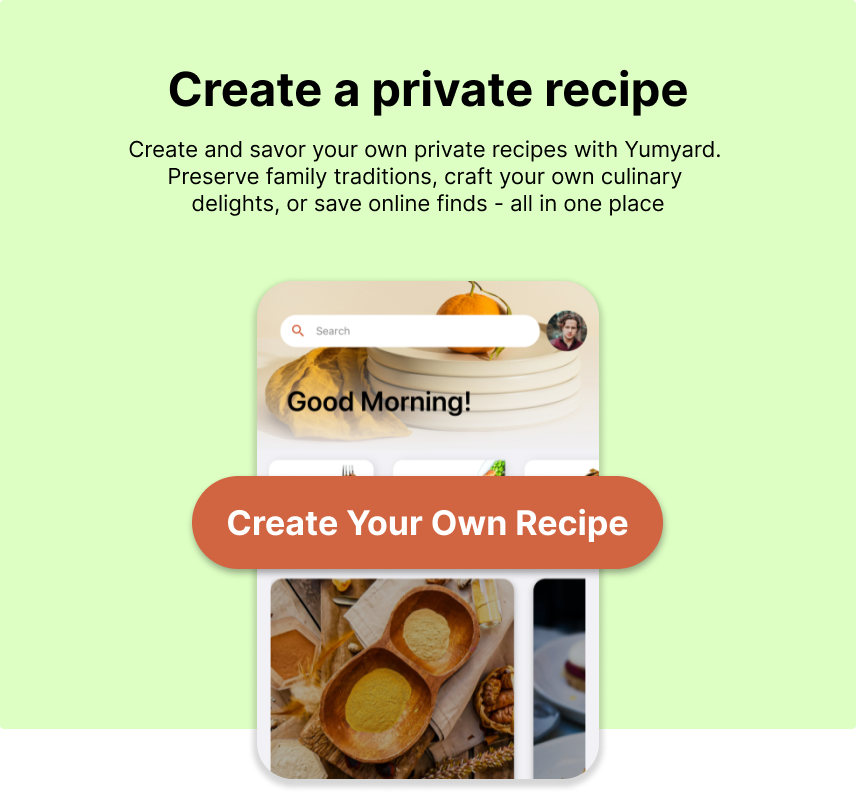 Create a private recipe
Create and savor your own private recipes with Yumyard.
Preserve family traditions, craft your own culinary
delights, or save online finds - all in one place
Search
Good Morning!
Create Your Own Recipe